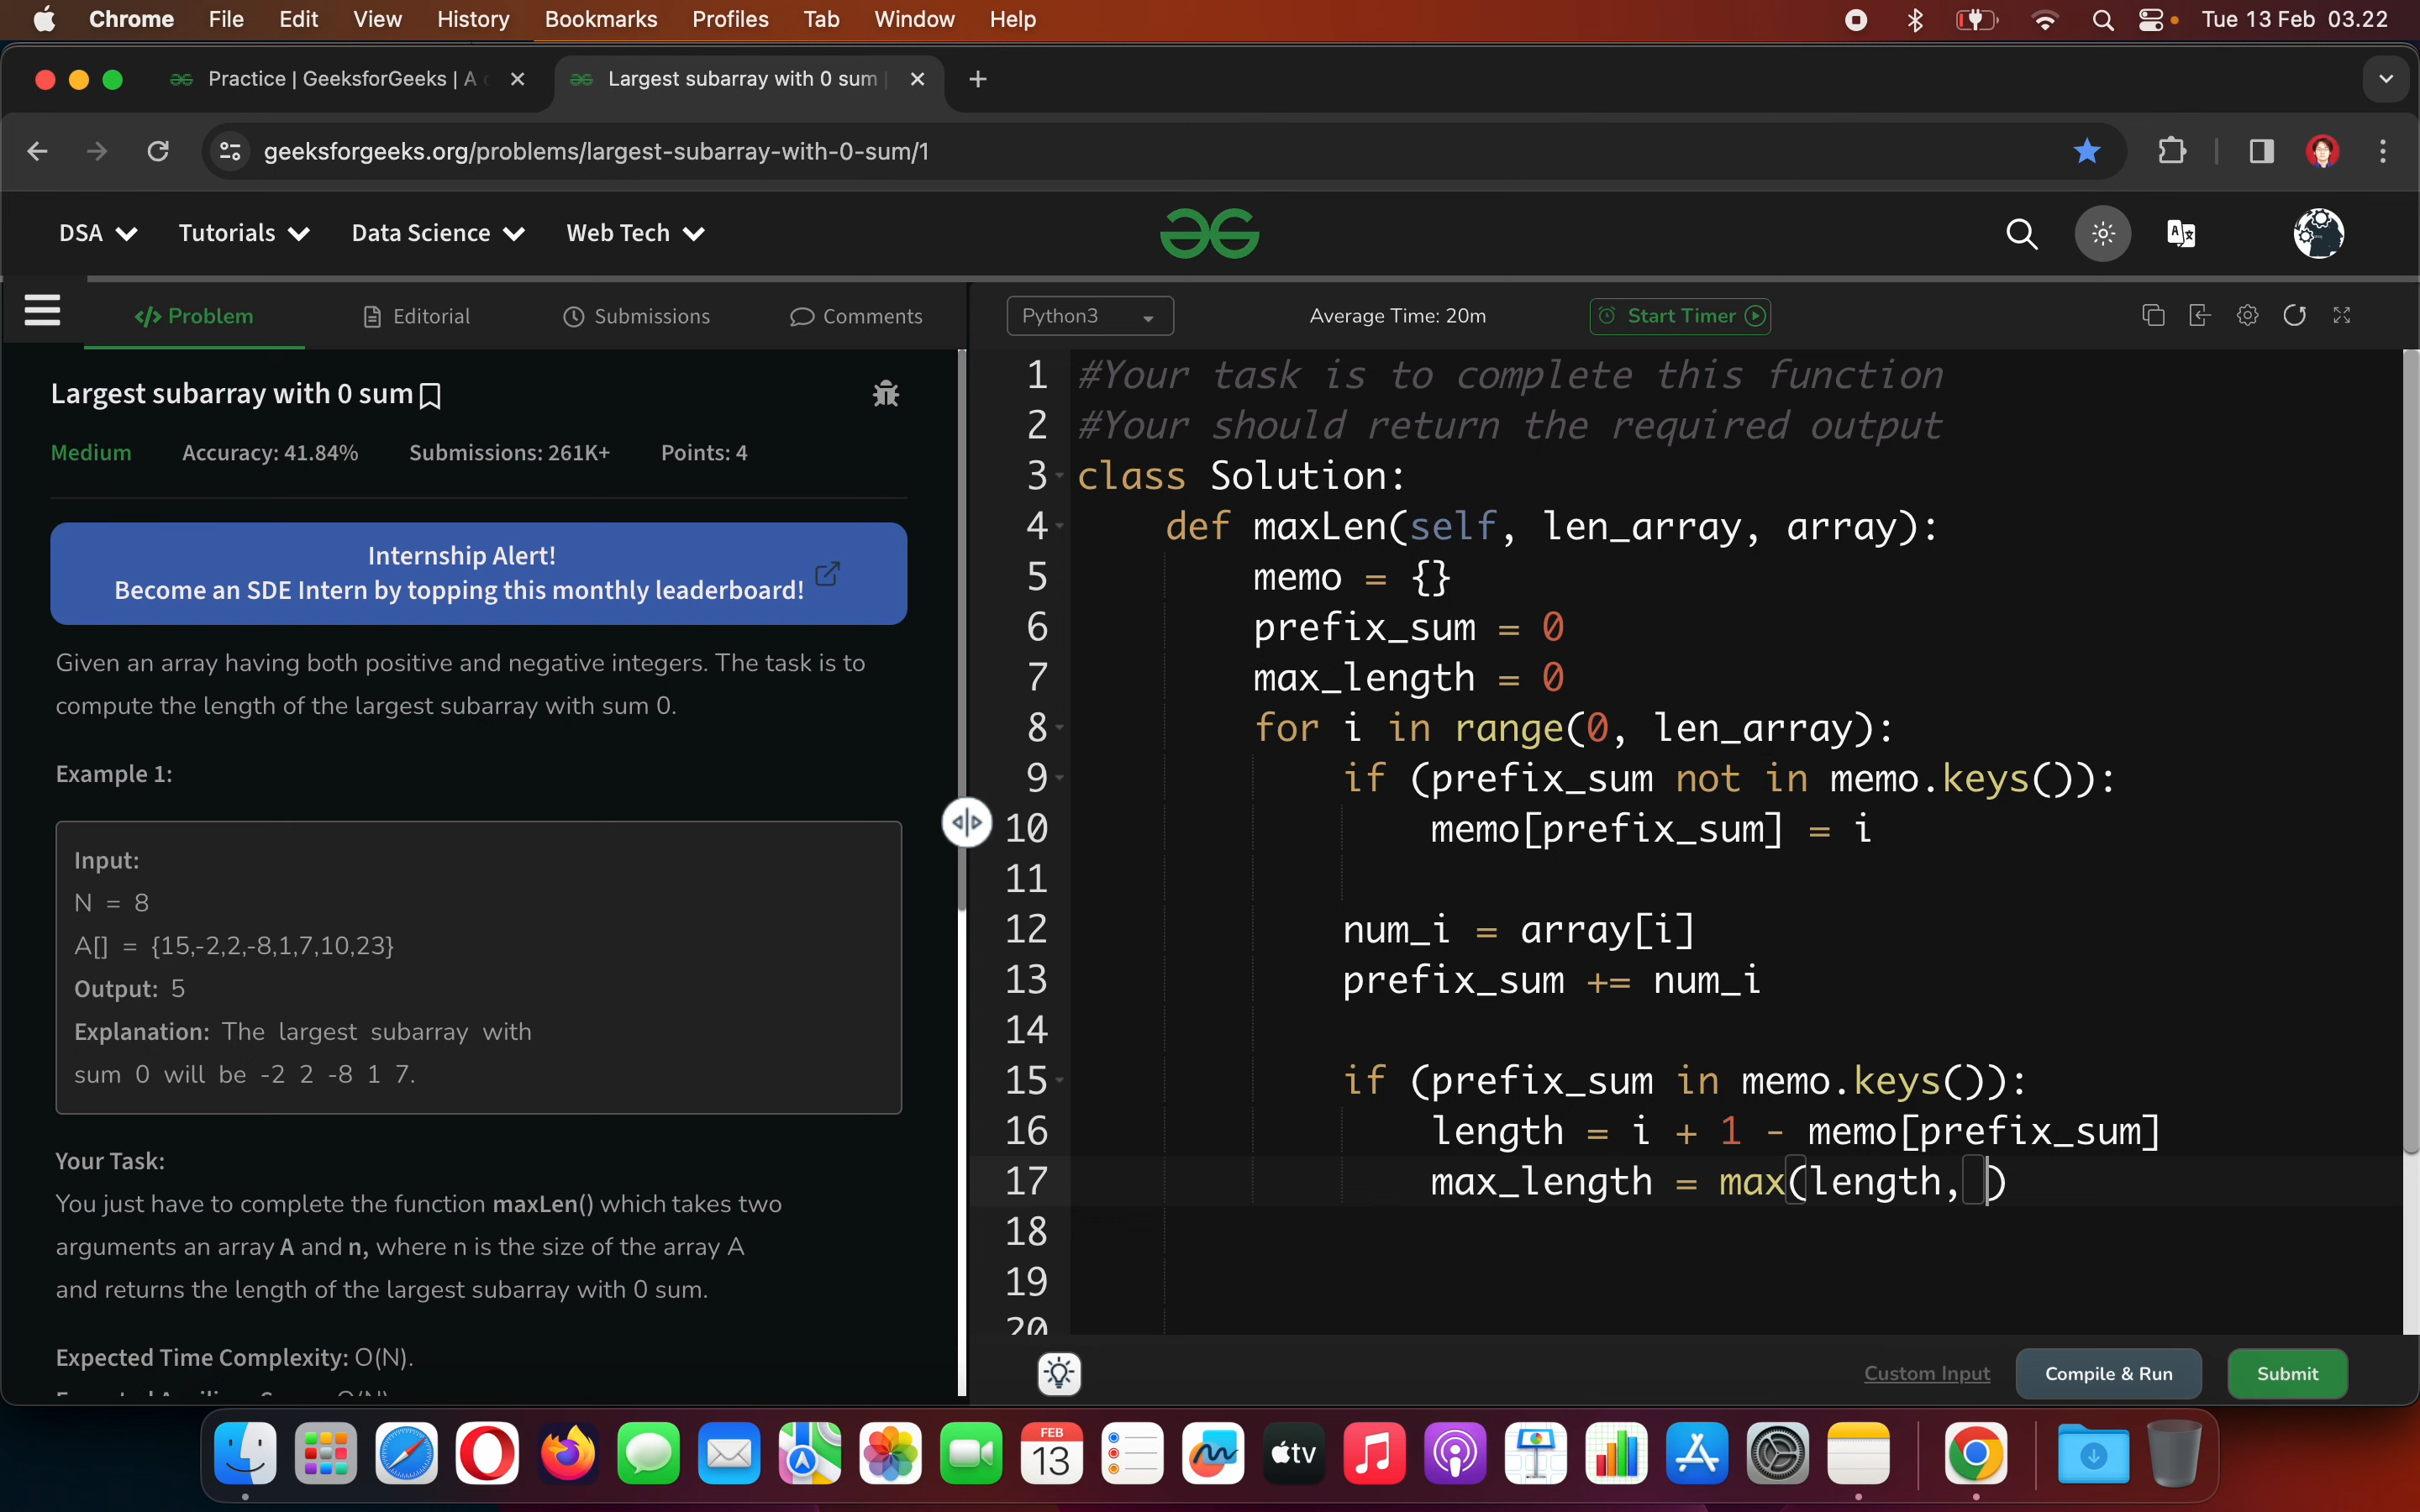 Chrome File Edit View History Bookmarks Profiles Tab Window Help Tue 13 Feb 03.22
Practice | GeeksforGeeks | A Largest subarray with 0 sum
geeksforgeeks.org/problems/largest-subarray-with-0-sum/1
DSA Tutorials Data Science Web Tech
</> Problem Editorial Submissions Comments
Largest subarray with 0 sum
Medium Accuracy: 41.84% Submissions: 261K+ Points: 4
Internship Alert!
Become an SDE Intern by topping this monthly leaderboard!
Given an array having both positive and negative integers. The task is to
compute the length of the largest subarray with sum 0.
Example 1:
Input:
N = 8
A[] = {15,-2,2,-8,1,7,10,23}
Output: 5
Explanation: The largest subarray with
sum 0 will be -2 2 -8 1 7.
Your Task:
You just have to complete the function maxLen() which takes two
arguments an array A and n, where n is the size of the array A
and returns the length of the largest subarray with 0 sum.
Expected Time Complexity: O(N).
Python3 Average Time: 20m Start Timer
1 #Your task is to complete this function
2 #Your should return the required output
3 class Solution:
4 def maxLen(self, len_array, array):
5 memo = {}
6 prefix_sum = 0
7 max_length = 0
8 for i in range(0, len_array):
9 if (prefix_sum not in memo.keys()):
10 memo[prefix_sum] = i
11
12 num_i = array[i]
13 prefix_sum += num_i
14
15 if (prefix_sum in memo.keys()):
16 length = i + 1 - memo[prefix_sum]
17 max_length = max(length, )
18
19
20
Custom Input Compile & Run Submit
FEB
13
tv